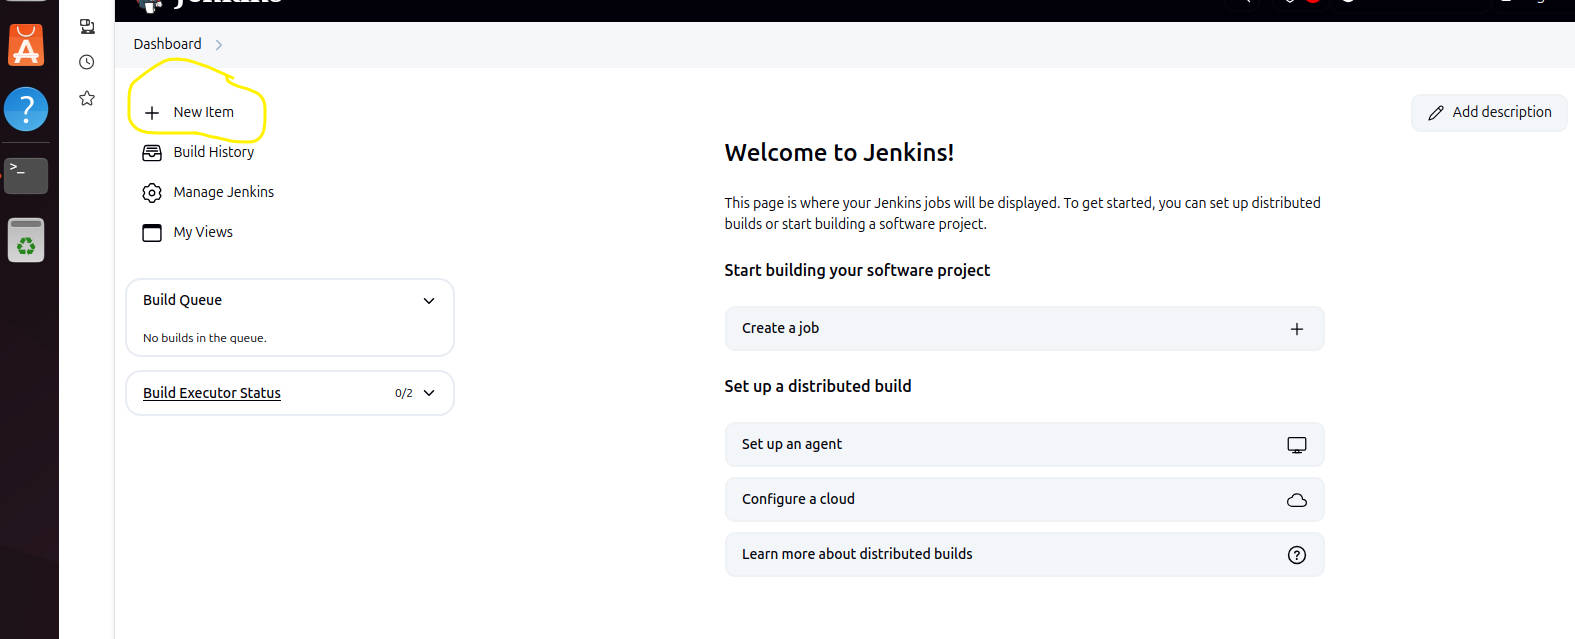 Jenkins
Dashboard
New Item
Add description
Build History
Welcome to Jenkins!
Manage Jenkins
This page is where your Jenkins jobs will be displayed. To get started, you can set up distributed
builds or start building a software project.
My Views
Start building your software project
Build Queue
Create a job
No builds in the queue.
Set up a distributed build
Build Executor Status 0/2
Set up an agent
Configure a cloud
Learn more about distributed builds